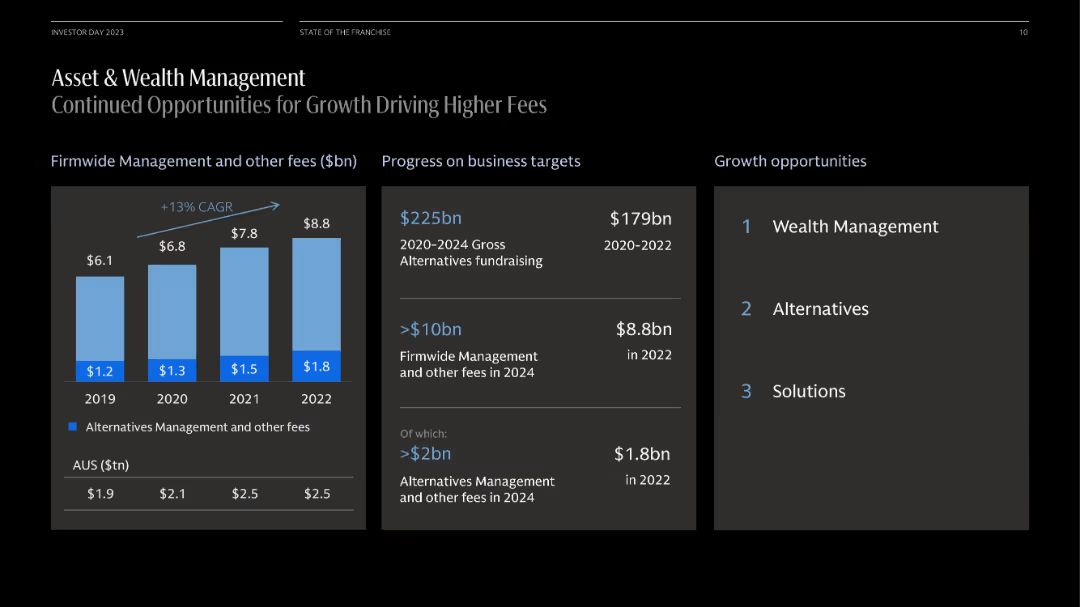 INVESTOR DAY 2023
STATE OF THE FRANCHISE
10
Asset & Wealth Management
Continued Opportunities for Growth Driving Higher Fees
Firmwide Management and other fees ($bn)
+13% CAGR
$6.1
$6.8
$7.8
$8.8
$1.2
$1.3
$1.5
$1.8
2019
2020
2021
2022
Alternatives Management and other fees
AUS ($tn)
$1.9
$2.1
$2.5
$2.5
Progress on business targets
$225bn
$179bn
2020-2024 Gross
Alternatives fundraising
2020-2022
>$10bn
$8.8bn
Firmwide Management
and other fees in 2024
in 2022
Of which:
>$2bn
$1.8bn
Alternatives Management
and other fees in 2024
in 2022
Growth opportunities
1 Wealth Management
2 Alternatives
3 Solutions